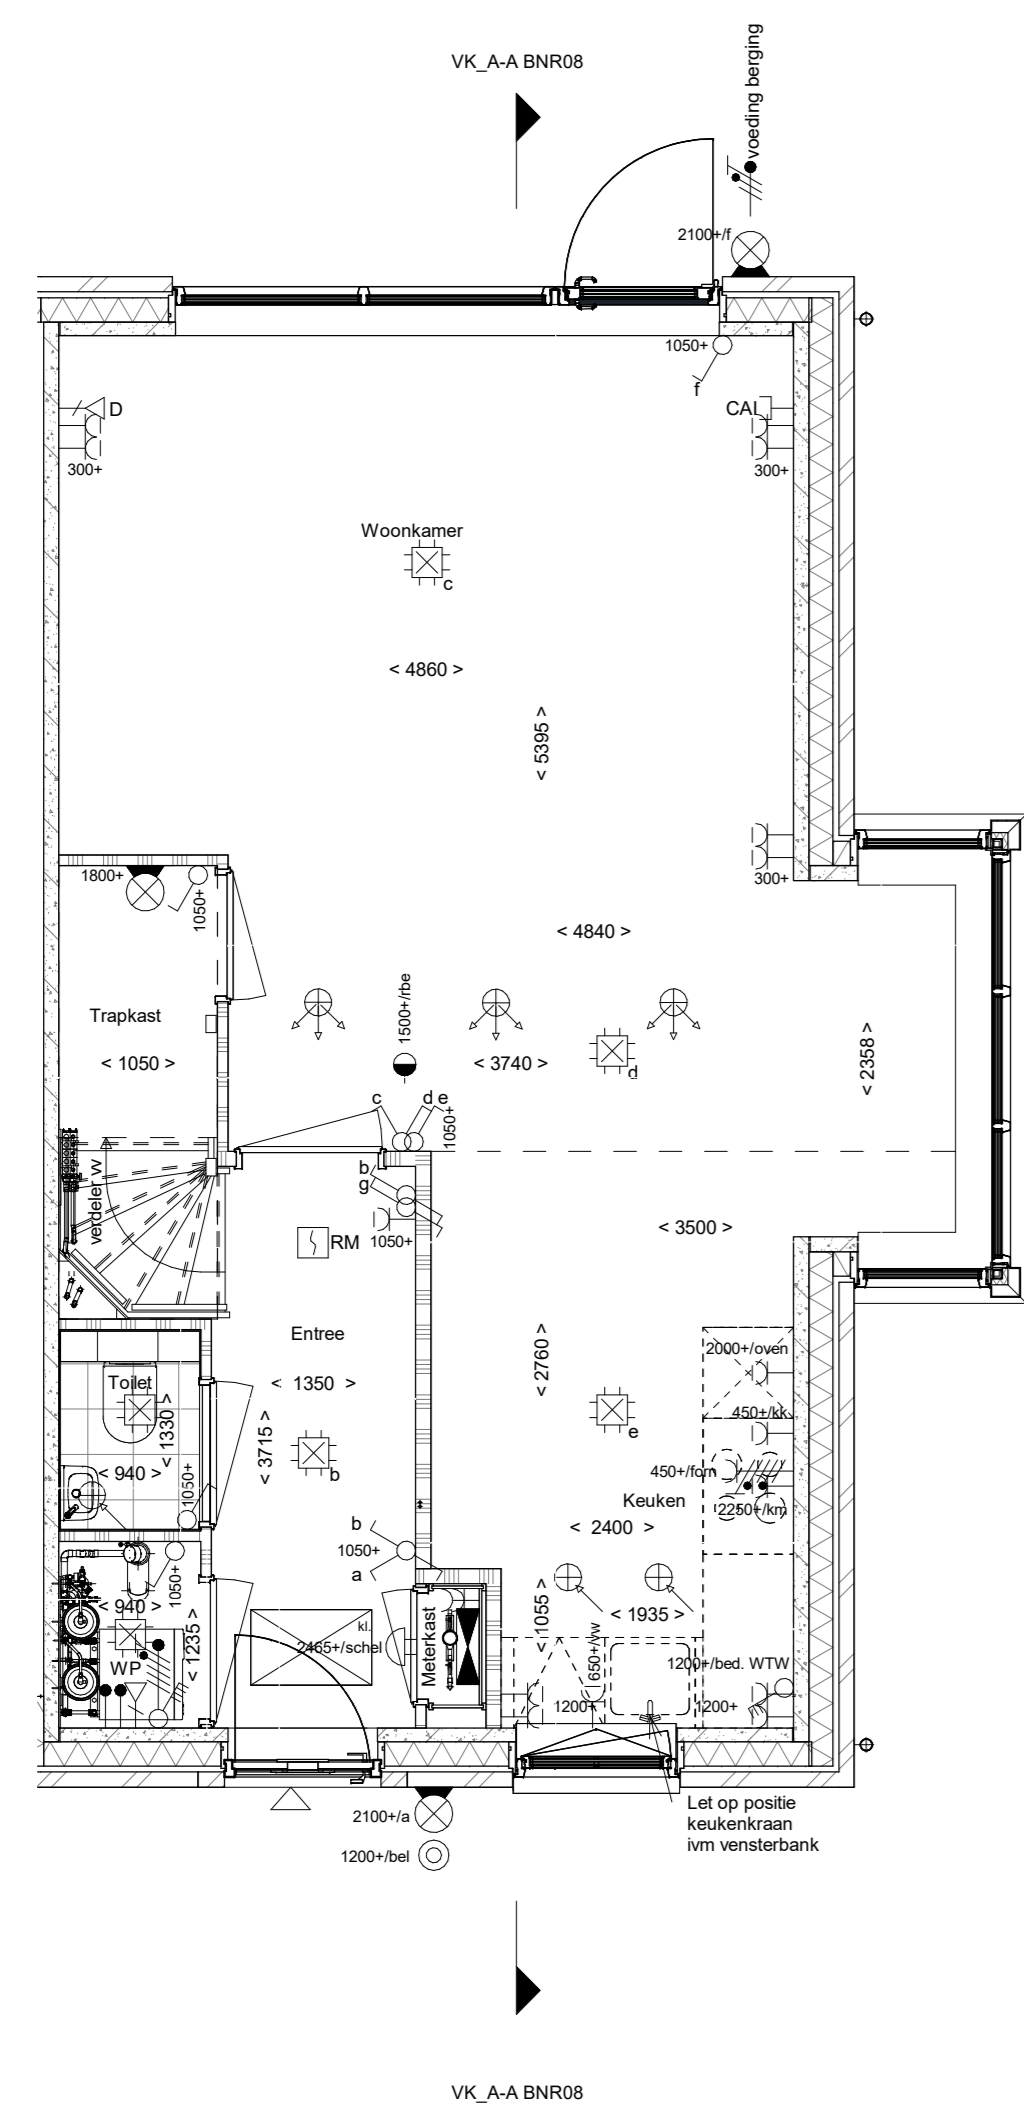 VK_A-A BNR08
voeding berging
2100+/f
1050+
f
D
300+
CAI
300+
Woonkamer
c
< 4860 >
< 5395 >
300+
1800+
1050+
< 4840 >
Trapkast
< 1050 >
1500+/rbe
< 3740 >
d
< 2358 >
c
d e
1050+
b
g
1050+
verdeler vv
RM
< 3500 >
Entree
< 1350 >
< 3715 >
b
Toilet
< 1330 >
< 940 >
1050+
< 2760 >
e
2000+/oven
450+/kk
450+/forn
2250+/km
Keuken
< 2400 >
b
1050+
a
1050+
< 940 >
< 1235 >
WP
kl.
2465+/schel
Meterkast
< 1055 >
< 1935 >
650+/vw
1200+/bed. WTW
1200+
1200+
2100+/a
1200+/bel
Let op positie
keukenkraan
ivm vensterbank
VK_A-A BNR08